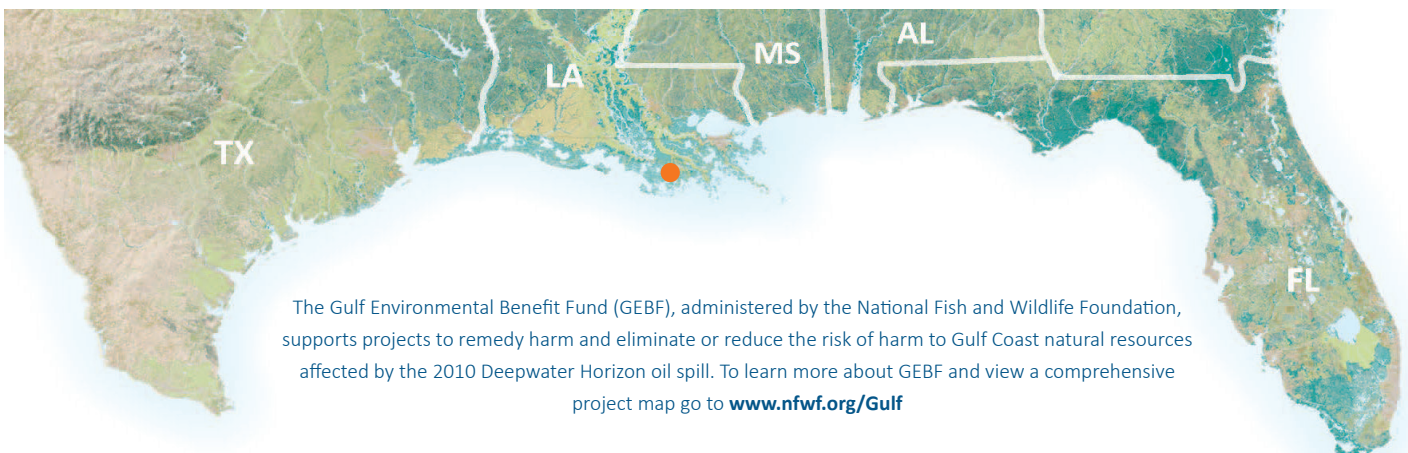 AL
MS
LA
TX
FL
The Gulf Environmental Benefit Fund (GEBF), administered by the National Fish and Wildlife Foundation,
supports projects to remedy harm and eliminate or reduce the risk of harm to Gulf Coast natural resources
affected by the 2010 Deepwater Horizon oil spill. To learn more about GEBF and view a comprehensive
project map go to www.nfwf.org/Gulf